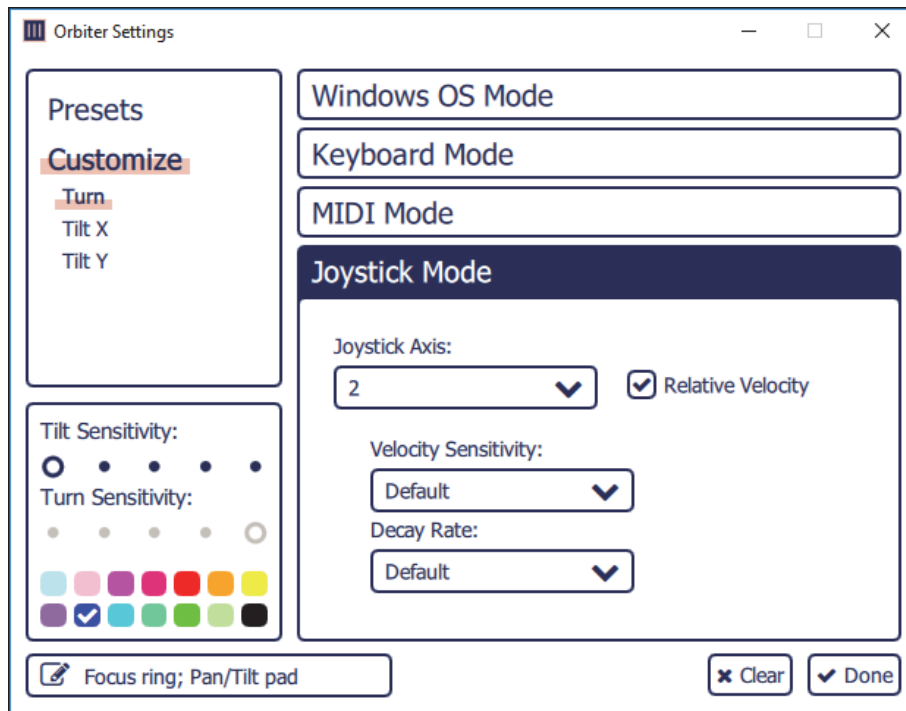 Orbiter Settings
Presets
Customize
Turn
Tilt X
Tilt Y
Tilt Sensitivity:
Turn Sensitivity:
Windows OS Mode
Keyboard Mode
MIDI Mode
Joystick Mode
Joystick Axis:
2
Relative Velocity
Velocity Sensitivity:
Default
Decay Rate:
Default
Focus ring; Pan/Tilt pad
Clear
Done